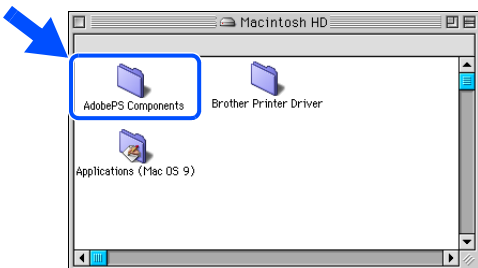 Macintosh HD
AdobePS Components
Brother Printer Driver
Applications (Mac OS 9)